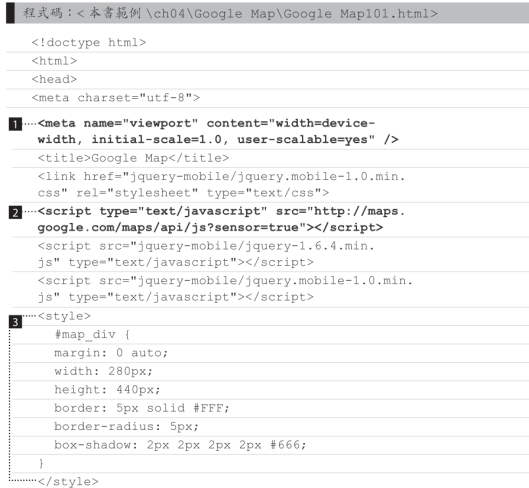 程式碼：<本書範例\ch04\Google Map\Google Map101.html>
<!doctype html>
<html>
<head>
<meta charset="utf-8">
1 <meta name="viewport" content="width=device-
width, initial-scale=1.0, user-scalable=yes" />
<title>Google Map</title>
<link href="jquery-mobile/jquery.mobile-1.0.min.
css" rel="stylesheet" type="text/css">
2 <script type="text/javascript" src="http://maps.
google.com/maps/api/js?sensor=true"></script>
<script src="jquery-mobile/jquery-1.6.4.min.
js" type="text/javascript"></script>
<script src="jquery-mobile/jquery.mobile-1.0.min.
js" type="text/javascript"></script>
3 <style>
#map_div {
margin: 0 auto;
width: 280px;
height: 440px;
border: 5px solid #FFF;
border-radius: 5px;
box-shadow: 2px 2px 2px 2px #666;
}
</style>